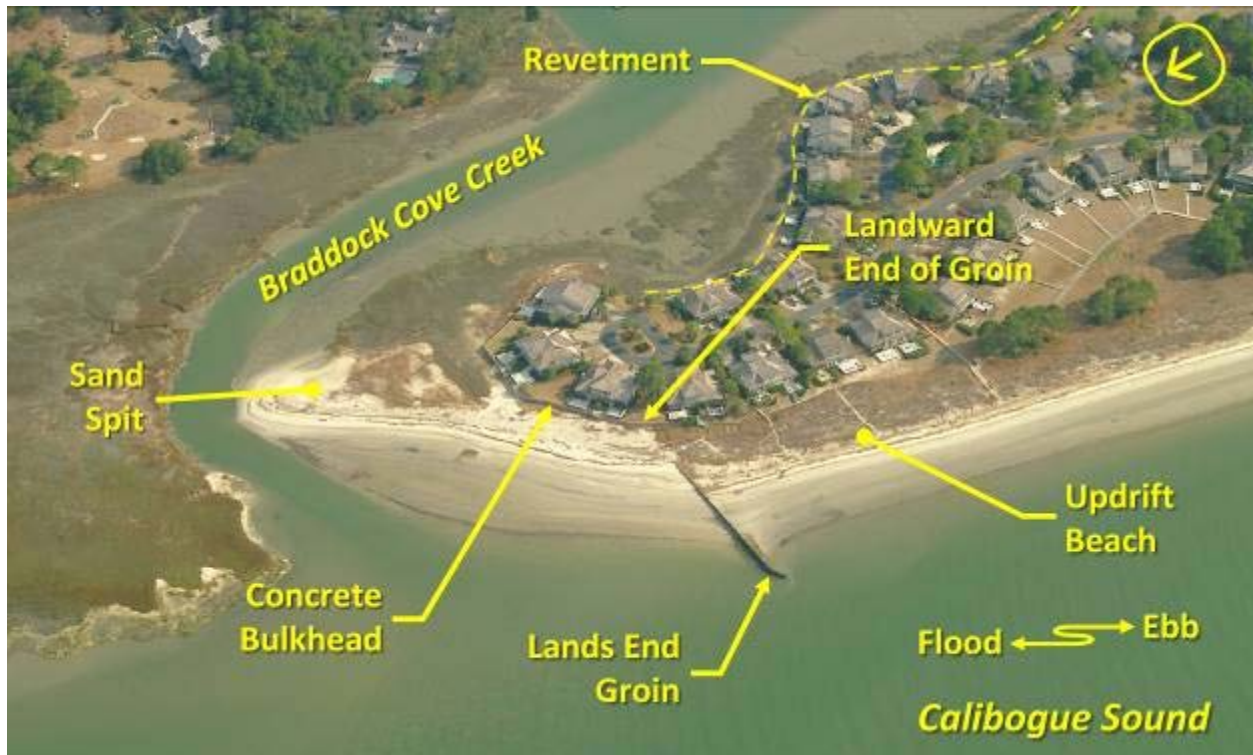 Revetment
Braddock Cove Creek
Landward
End of Groin
Sand
Spit
Updrift
Beach
Concrete
Bulkhead
Lands End
Groin
Flood
Ebb
Calibogue Sound